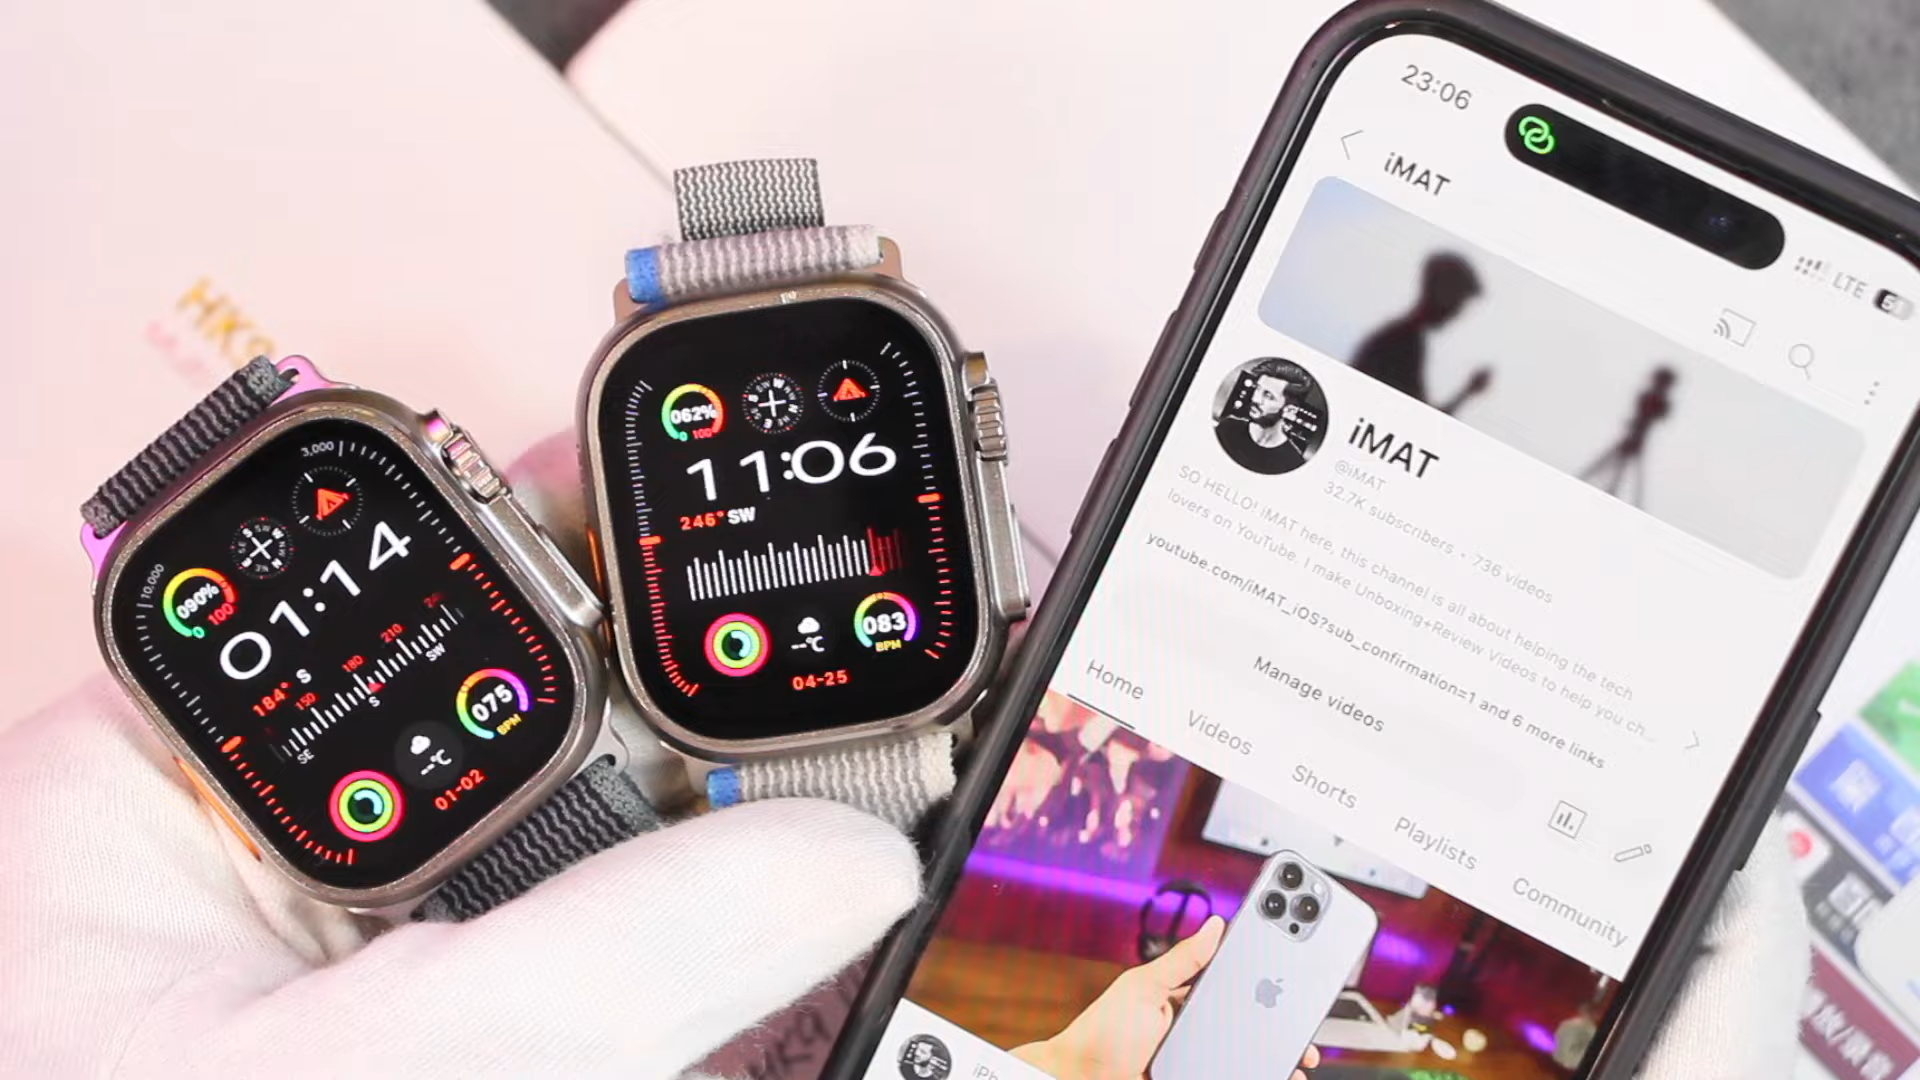 HK9
3,000
10,000
090%
0 100
01:14
184° S
150
180
210
SE
S
SW
075
BPM
--°C
01-02
062%
0 100
11:06
246° SW
--°C
083
BPM
04-25
23:06
LTE
iMAT
iMAT
@iMAT
32.7K subscribers • 736 videos
SO HELLO! iMAT here, this channel is all about helping the tech
lovers on YouTube. I make Unboxing+Review Videos to help you ch...
youtube.com/iMAT_iOS?sub_confirmation=1 and 6 more links
Manage videos
Home
Videos
Shorts
Playlists
Community